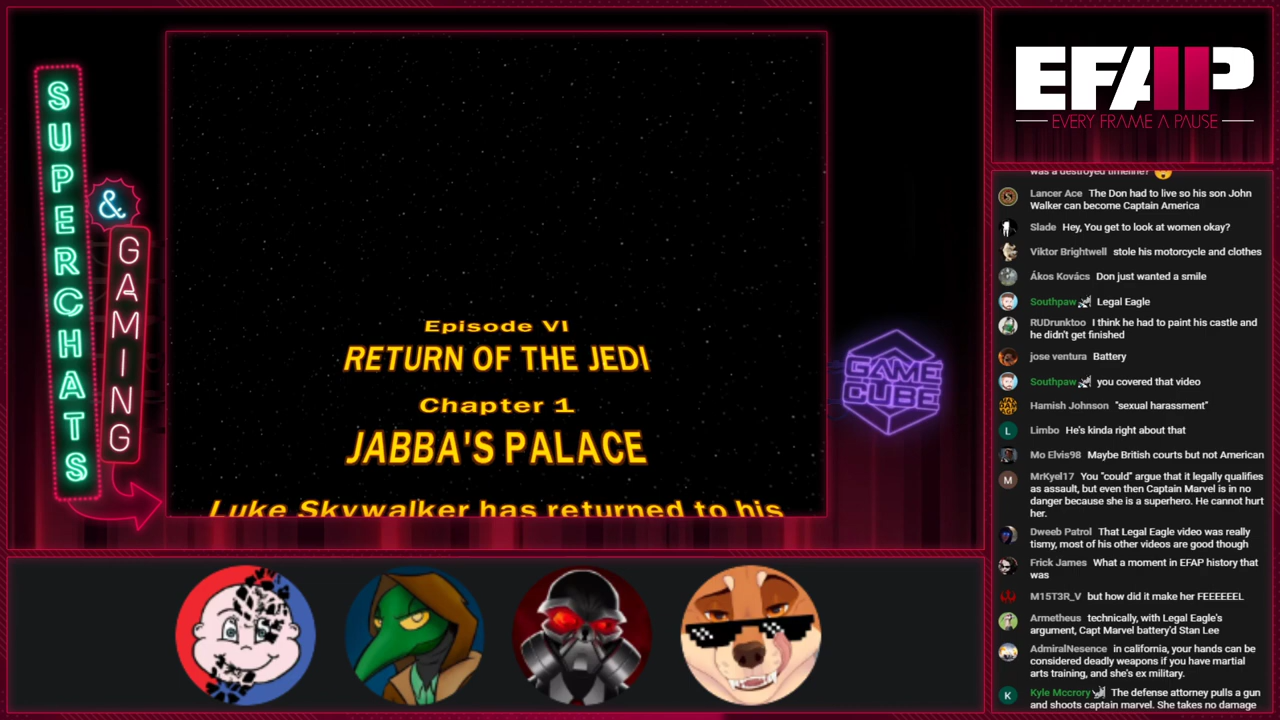 SUPERCHATS
&
GAMING
Episode VI
RETURN OF THE JEDI
Chapter 1
JABBA'S PALACE
Luke Skywalker has returned to his
GAME
CUBE
EFAP
EVERY FRAME A PAUSE
was a destroyed timeline?
Lancer Ace The Don had to live so his son John
Walker can become Captain America
Slade Hey, You get to look at women okay?
Viktor Brightwell stole his motorcycle and clothes
Ákos Kovács Don just wanted a smile
Southpaw Legal Eagle
RUDrunktoo I think he had to paint his castle and
he didn't get finished
jose ventura Battery
Southpaw you covered that video
Hamish Johnson "sexual harassment"
L
Limbo He's kinda right about that
Mo Elvis98 Maybe British courts but not American
M
MrKyel17 You "could" argue that it legally qualifies
as assault, but even then Captain Marvel is in no
danger because she is a superhero. He cannot hurt
her.
Dweeb Patrol That Legal Eagle video was really
tismy, most of his other videos are good though
Frick James What a moment in EFAP history that
was
M15T3R_V but how did it make her FEEEEEEL
Armetheus technically, with Legal Eagle's
argument, Capt Marvel battery'd Stan Lee
AdmiralNesence in california, your hands can be
considered deadly weapons if you have martial
arts training, and she's ex military.
K
Kyle Mccrory The defense attorney pulls a gun
and shoots captain marvel. She takes no damage